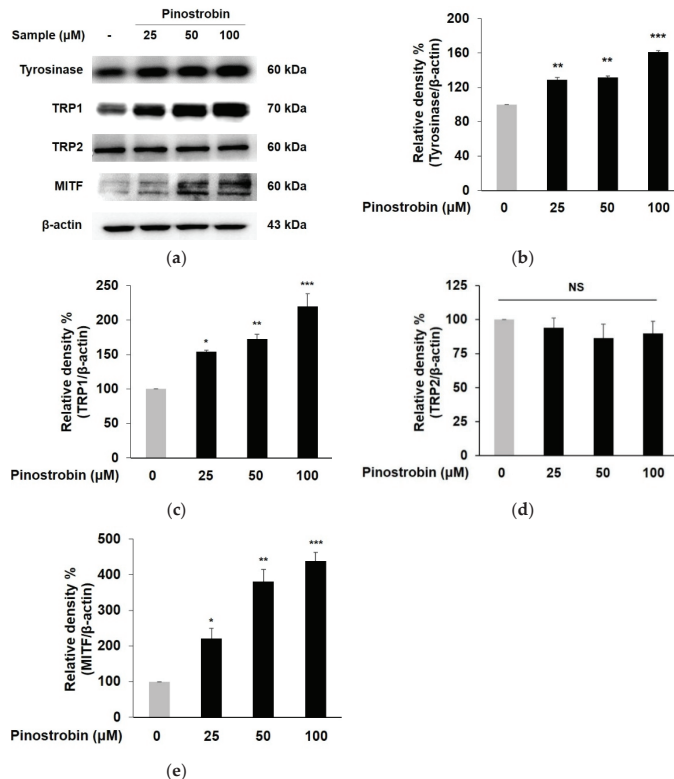 Pinostrobin
Sample (µM) - 25 50 100
Tyrosinase 60 kDa
TRP1 70 kDa
TRP2 60 kDa
MITF 60 kDa
β-actin 43 kDa
(a)
Relative density %
(Tyrosinase/β-actin)
200
160
120
80
40
0
** ** ***
Pinostrobin (µM) 0 25 50 100
(b)
Relative density %
(TRP1/β-actin)
250
200
150
100
50
0
* ** ***
Pinostrobin (µM) 0 25 50 100
(c)
Relative density %
(TRP2/β-actin)
125
100
75
50
25
0
NS
Pinostrobin (µM) 0 25 50 100
(d)
Relative density %
(MITF/β-actin)
500
400
300
200
100
0
* ** ***
Pinostrobin (µM) 0 25 50 100
(e)